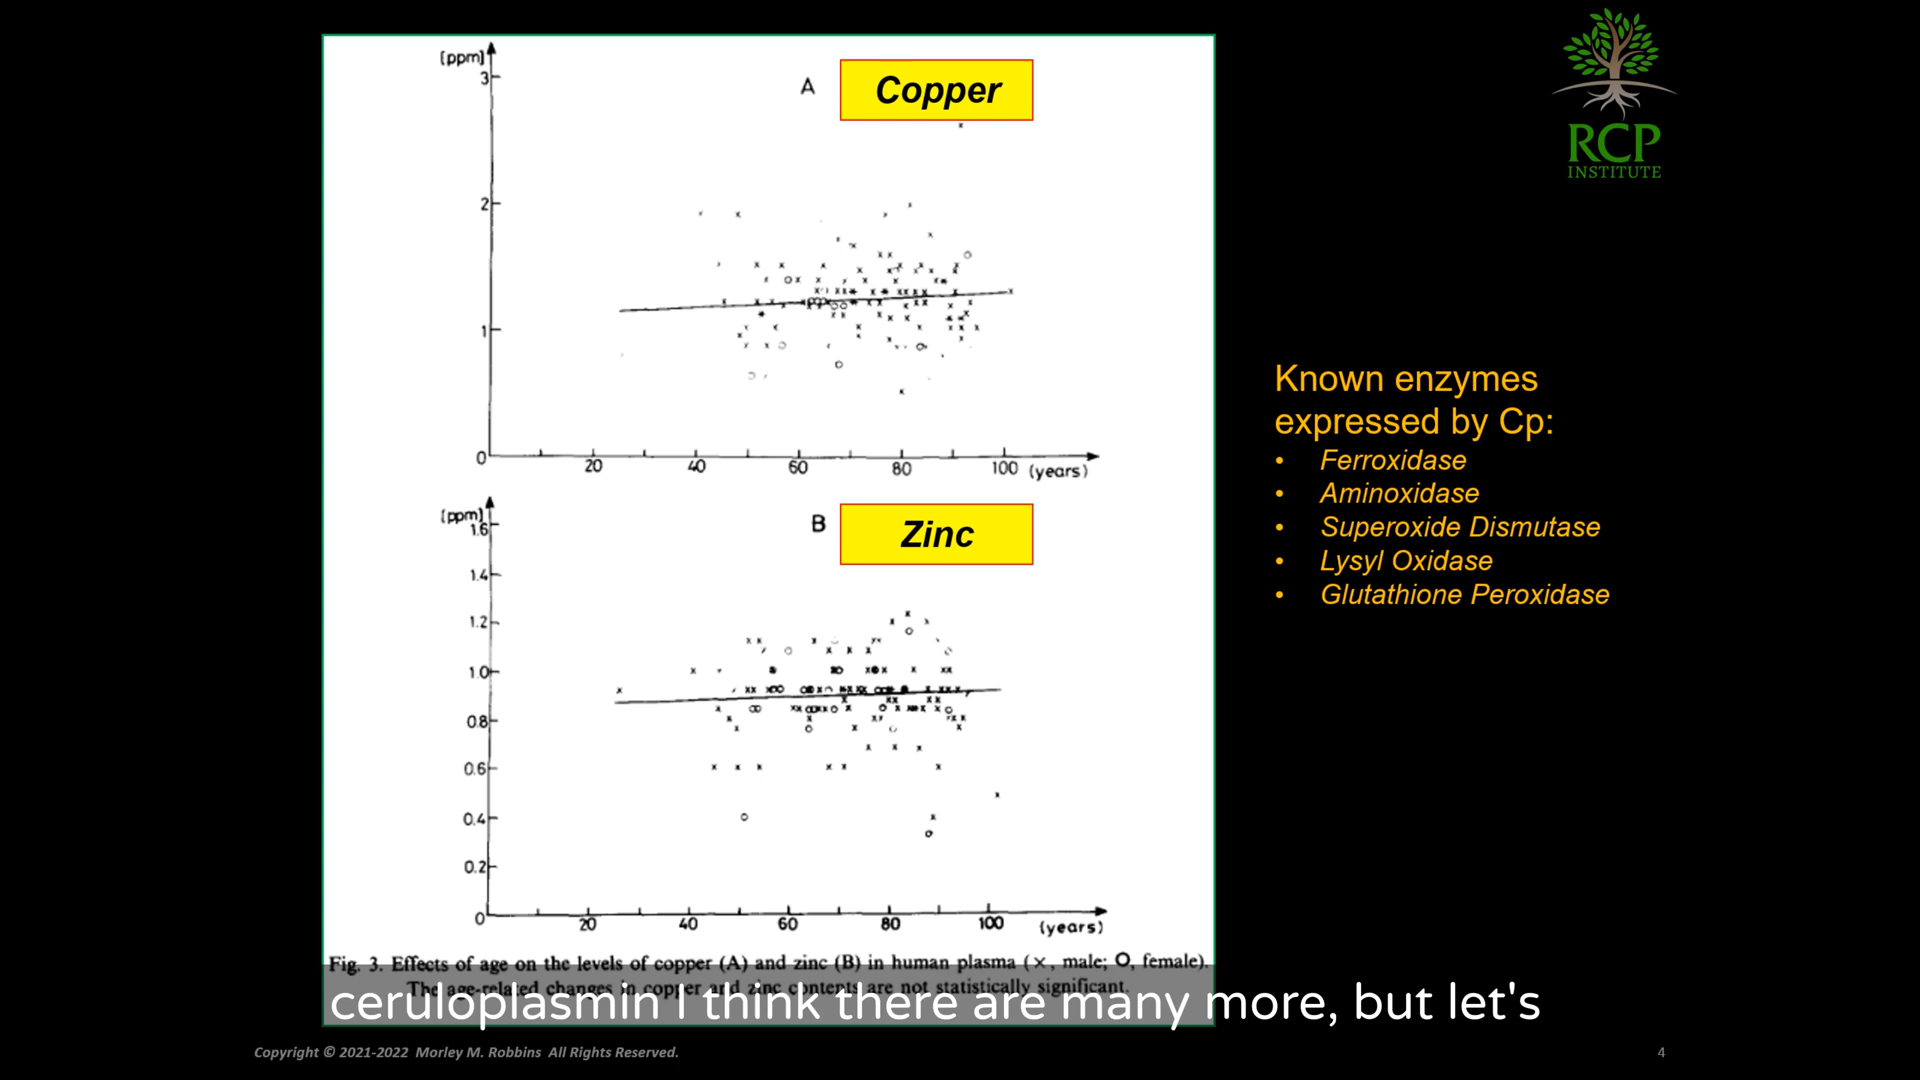 [ppm]
3
A
Copper
2
1
0
20
40
60
80
100
(years)
[ppm]
1.6
B
Zinc
1.4
1.2
1.0
0.8
0.6
0.4
0.2
0
20
40
60
80
100
(years)
Fig. 3. Effects of age on the levels of copper (A) and zinc (B) in human plasma (×, male; O, female).
The age-related changes in copper and zinc contents are not statistically significant.
ceruloplasmin I think there are many more, but let's
RCP
INSTITUTE
Known enzymes
expressed by Cp:
• Ferroxidase
• Aminoxidase
• Superoxide Dismutase
• Lysyl Oxidase
• Glutathione Peroxidase
Copyright © 2021-2022 Morley M. Robbins All Rights Reserved.
4